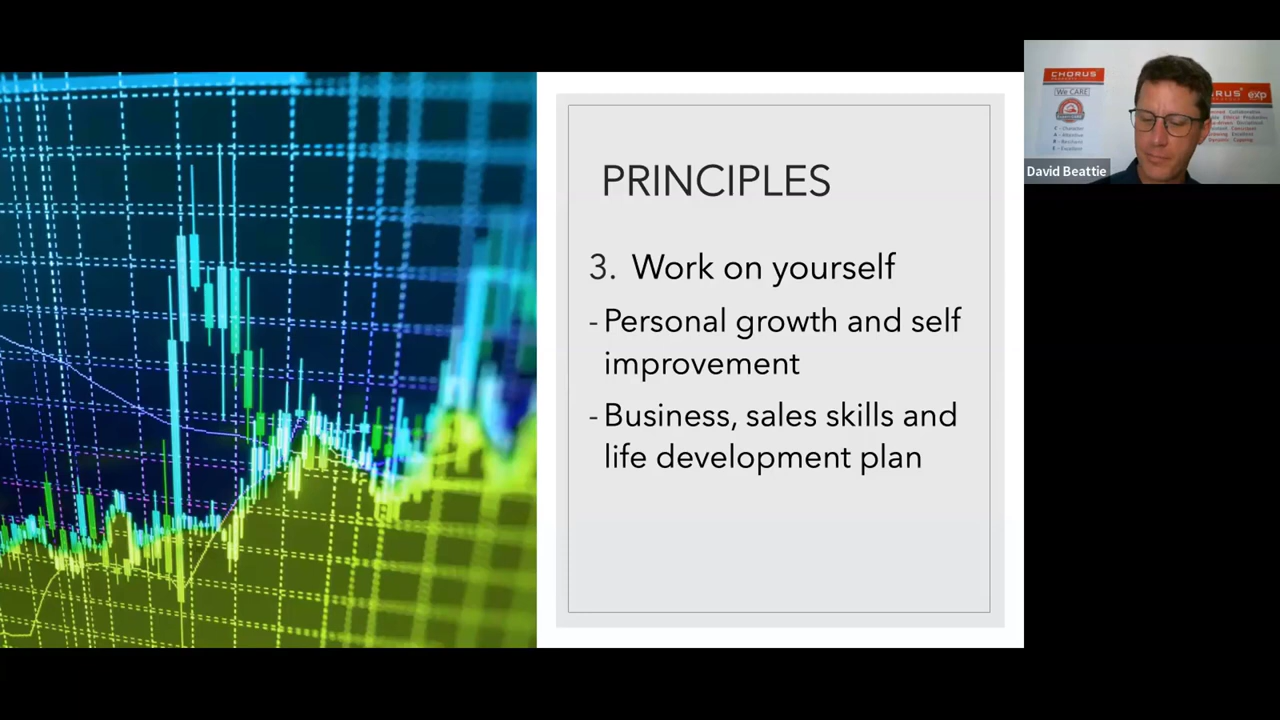 PRINCIPLES
3. Work on yourself
- Personal growth and self
improvement
- Business, sales skills and
life development plan
CHORUS
We CARE
RUS
exp
David Beattie